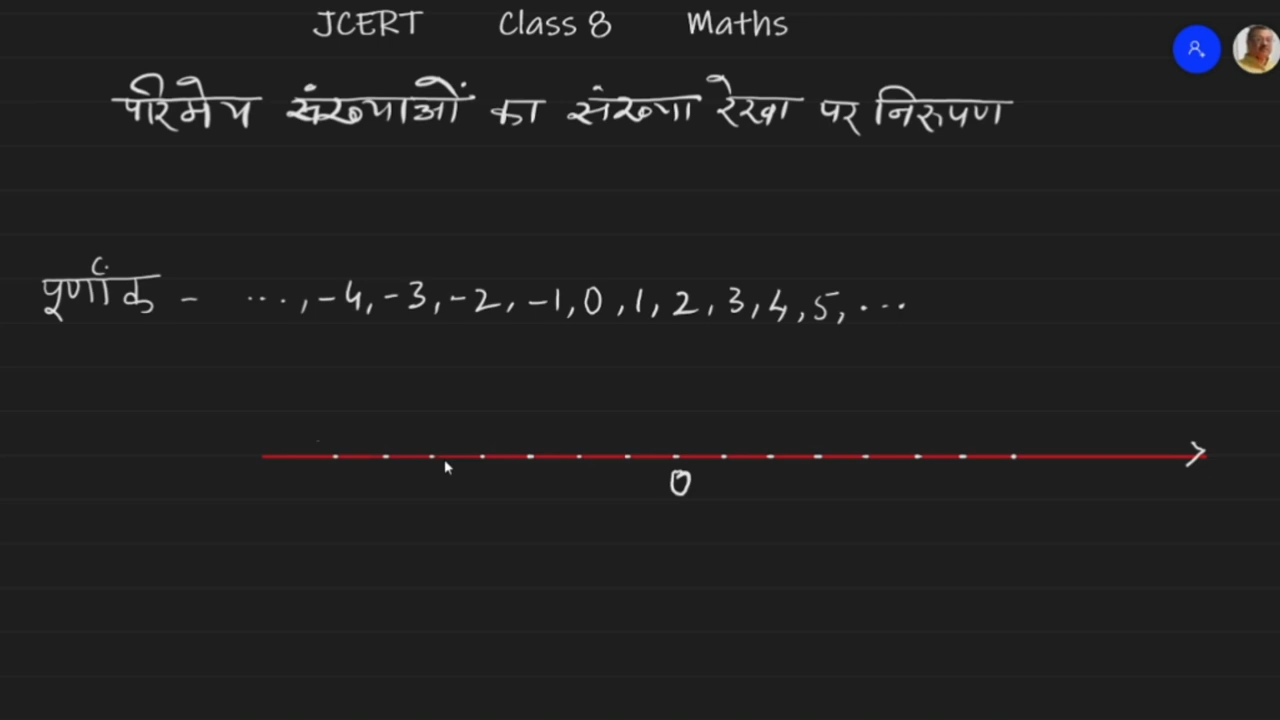 JCERT Class 8 Maths
परिमेय संख्याओं का संख्या रेखा पर निरुपण
पूर्णांक - ..., -4, -3, -2, -1, 0, 1, 2, 3, 4, 5, ...
0